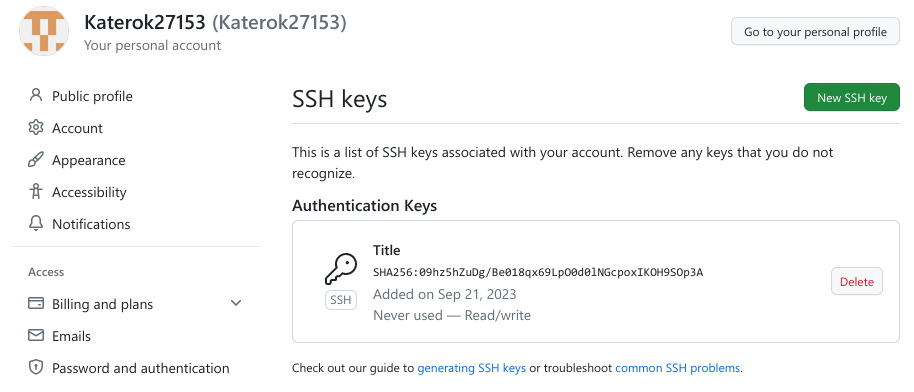 Katerok27153 (Katerok27153)
Your personal account
Go to your personal profile
Public profile
Account
Appearance
Accessibility
Notifications
Access
Billing and plans
Emails
Password and authentication
SSH keys
New SSH key
This is a list of SSH keys associated with your account. Remove any keys that you do not
recognize.
Authentication Keys
Title
SHA256:09hz5hZuDg/Be018qx69LpO0d0lNGcpoxIKOH9SOp3A
SSH
Added on Sep 21, 2023
Never used — Read/write
Delete
Check out our guide to generating SSH keys or troubleshoot common SSH problems.